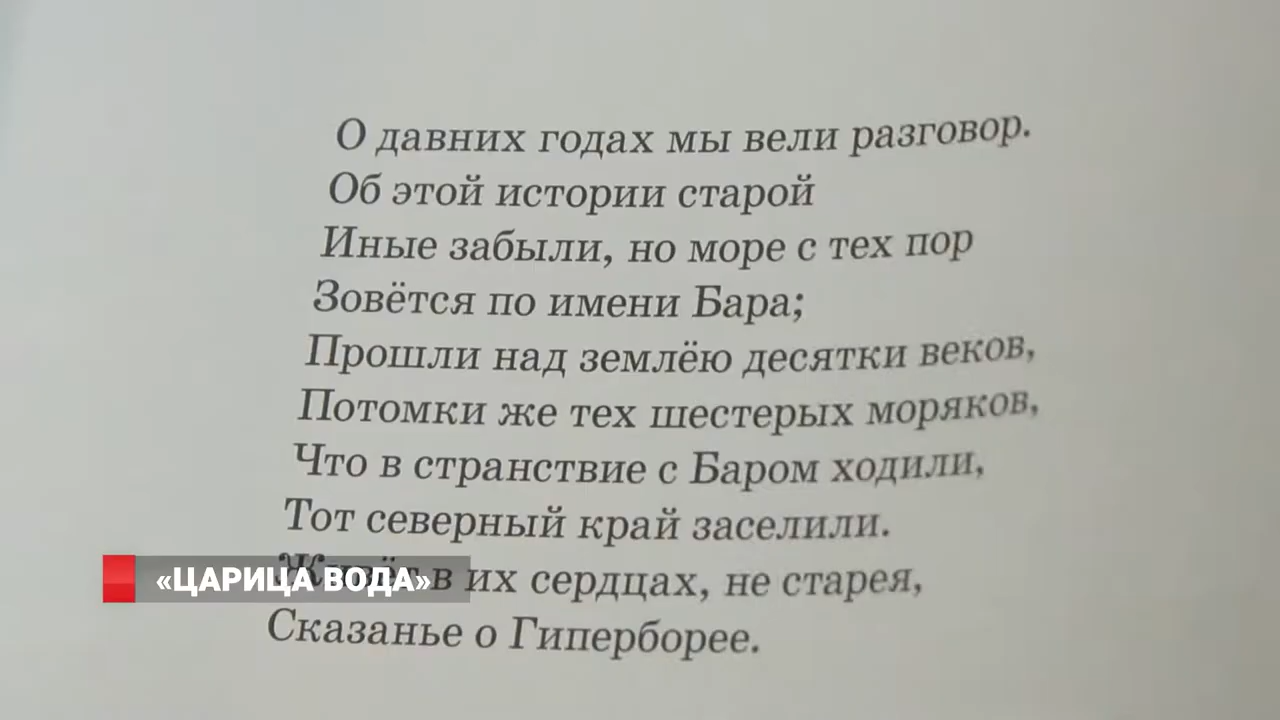 О давних годах мы вели разговор.
Об этой истории старой
Иные забыли, но море с тех пор
Зовётся по имени Бара;
Прошли над землёю десятки веков,
Потомки же тех шестерых моряков,
Что в странствие с Баром ходили,
Тот северный край заселили.
Живёт в их сердцах, не старея,
Сказанье о Гиперборее.
«ЦАРИЦА ВОДА»